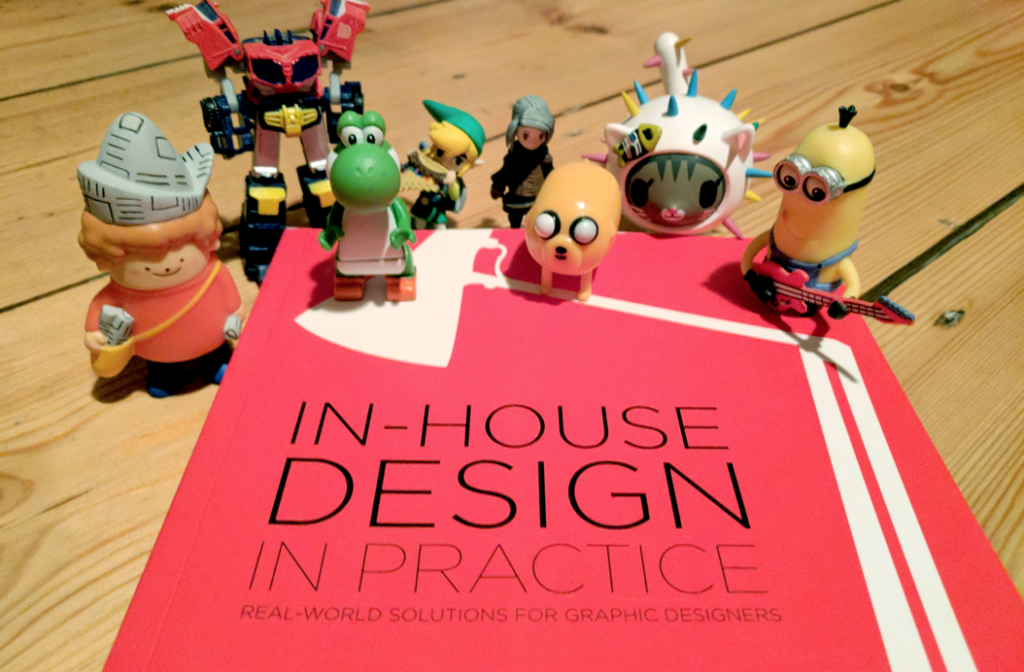 IN-HOUSE
DESIGN
IN PRACTICE
REAL-WORLD SOLUTIONS FOR GRAPHIC DESIGNERS